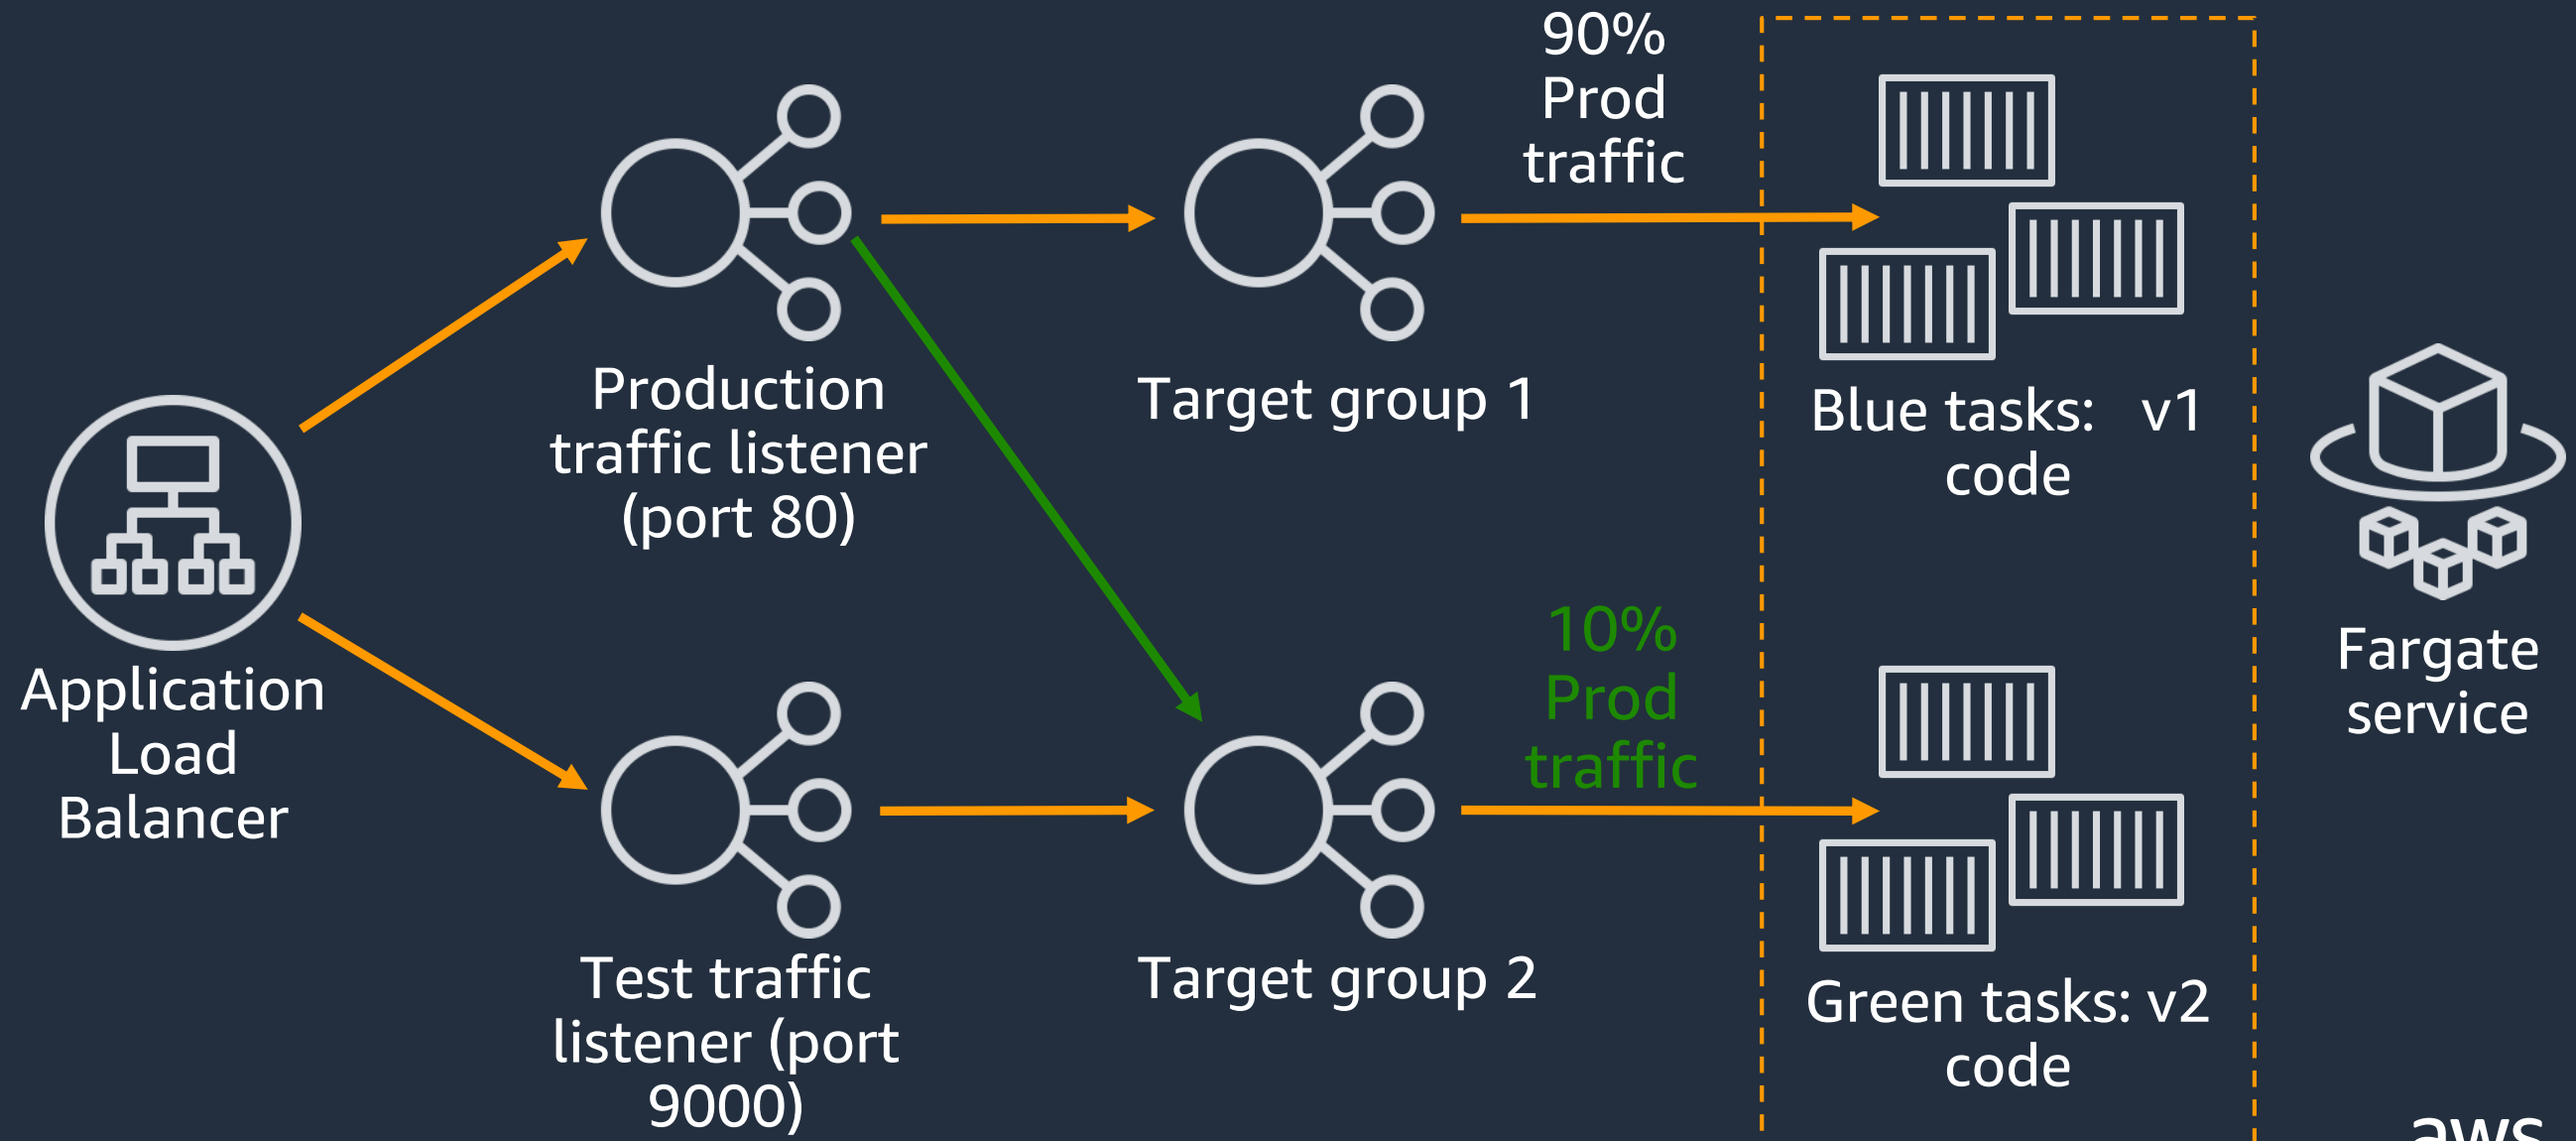 90%
Prod
traffic
Production
traffic listener
(port 80)
Target group 1
Blue tasks: v1
code
Application
Load
Balancer
10%
Prod
traffic
Fargate
service
Test traffic
listener (port
9000)
Target group 2
Green tasks: v2
code
aws